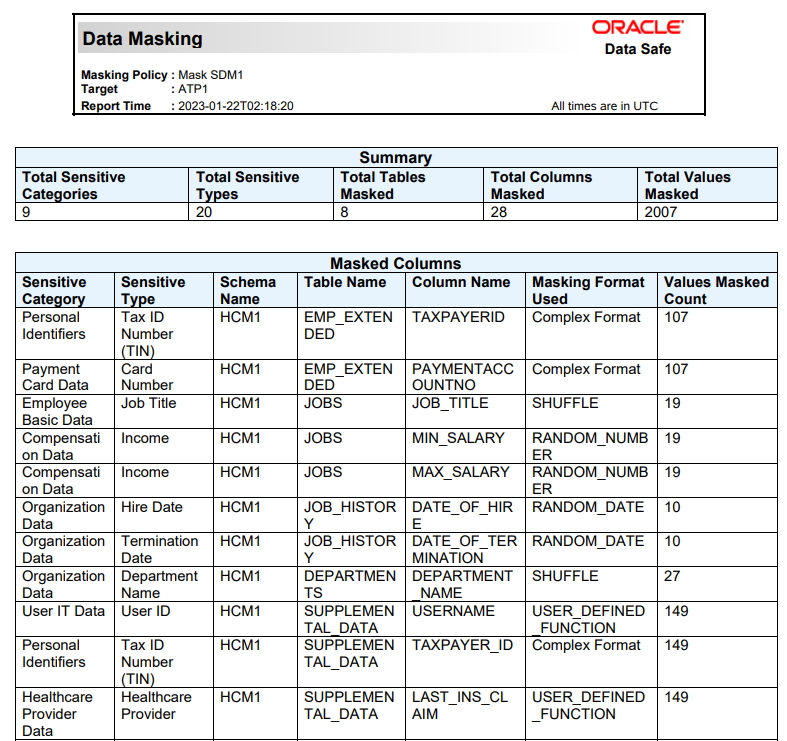 Data Masking
ORACLE
Data Safe
Masking Policy : Mask SDM1
Target : ATP1
Report Time : 2023-01-22T02:18:20 All times are in UTC
Summary
Total Sensitive Categories Total Sensitive Types Total Tables Masked Total Columns Masked Total Values Masked
9 20 8 28 2007
Masked Columns
Sensitive Category Sensitive Type Schema Name Table Name Column Name Masking Format Used Values Masked Count
Personal Identifiers Tax ID Number (TIN) HCM1 EMP_EXTENDED TAXPAYERID Complex Format 107
Payment Card Data Card Number HCM1 EMP_EXTENDED PAYMENTACCOUNTNO Complex Format 107
Employee Basic Data Job Title HCM1 JOBS JOB_TITLE SHUFFLE 19
Compensation Data Income HCM1 JOBS MIN_SALARY RANDOM_NUMBER 19
Compensation Data Income HCM1 JOBS MAX_SALARY RANDOM_NUMBER 19
Organization Data Hire Date HCM1 JOB_HISTORY DATE_OF_HIRE RANDOM_DATE 10
Organization Data Termination Date HCM1 JOB_HISTORY DATE_OF_TERMINATION RANDOM_DATE 10
Organization Data Department Name HCM1 DEPARTMENTS DEPARTMENT_NAME SHUFFLE 27
User IT Data User ID HCM1 SUPPLEMENTAL_DATA USERNAME USER_DEFINED_FUNCTION 149
Personal Identifiers Tax ID Number (TIN) HCM1 SUPPLEMENTAL_DATA TAXPAYER_ID Complex Format 149
Healthcare Provider Data Healthcare Provider HCM1 SUPPLEMENTAL_DATA LAST_INS_CLAIM USER_DEFINED_FUNCTION 149